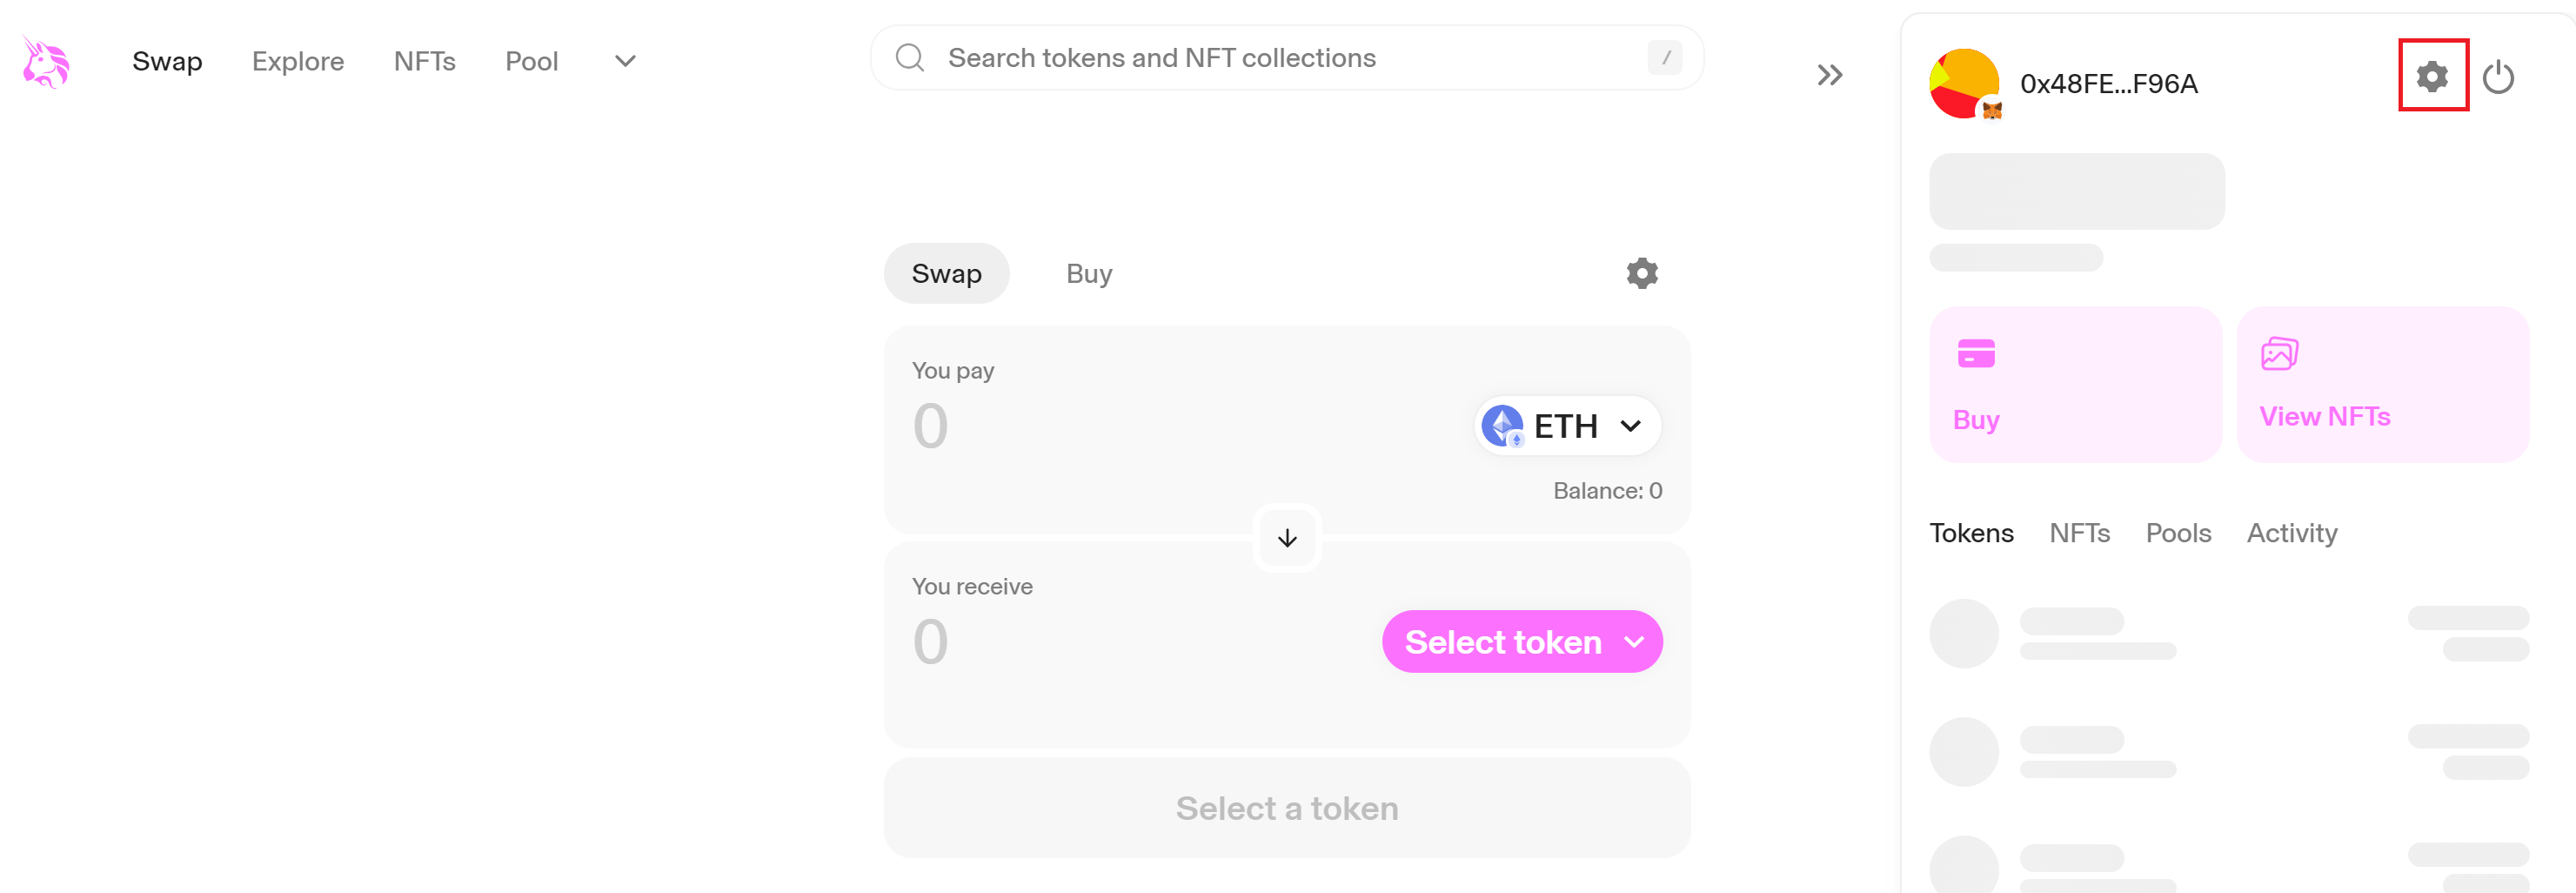 Swap Explore NFTs Pool
Search tokens and NFT collections /
0x48FE...F96A
Swap Buy
You pay
0
ETH
Balance: 0
You receive
0
Select token
Select a token
Buy
View NFTs
Tokens NFTs Pools Activity